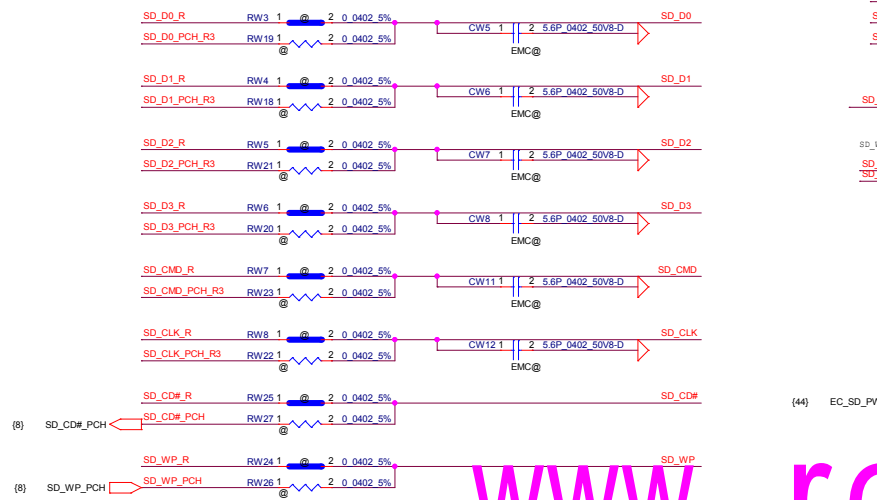 SD_D0_R RW3 1 @ 2 0_0402_5% SD_D0
SD_D0_PCH_R3 RW19 1 2 0_0402_5% CW5 1 2 5.6P_0402_50V8-D
@ EMC@
SD_D1_R RW4 1 @ 2 0_0402_5% SD_D1
SD_D1_PCH_R3 RW18 1 2 0_0402_5% CW6 1 2 5.6P_0402_50V8-D
@ EMC@
SD_D2_R RW5 1 @ 2 0_0402_5% SD_D2
SD_D2_PCH_R3 RW21 1 2 0_0402_5% CW7 1 2 5.6P_0402_50V8-D
@ EMC@
SD_D3_R RW6 1 @ 2 0_0402_5% SD_D3
SD_D3_PCH_R3 RW20 1 2 0_0402_5% CW8 1 2 5.6P_0402_50V8-D
@ EMC@
SD_CMD_R RW7 1 @ 2 0_0402_5% SD_CMD
SD_CMD_PCH_R3 RW23 1 2 0_0402_5% CW11 1 2 5.6P_0402_50V8-D
@ EMC@
SD_CLK_R RW8 1 @ 2 0_0402_5% SD_CLK
SD_CLK_PCH_R3 RW22 1 2 0_0402_5% CW12 1 2 5.6P_0402_50V8-D
@ EMC@
SD_CD#_R RW25 1 @ 2 0_0402_5% SD_CD#
{44} EC_SD_PW
{8} SD_CD#_PCH SD_CD#_PCH RW27 1 2 0_0402_5%
@
SD_WP_R RW24 1 @ 2 0_0402_5% SD_WP
{8} SD_WP_PCH SD_WP_PCH RW26 1 2 0_0402_5%
@
www
SD_
SD_
SD_